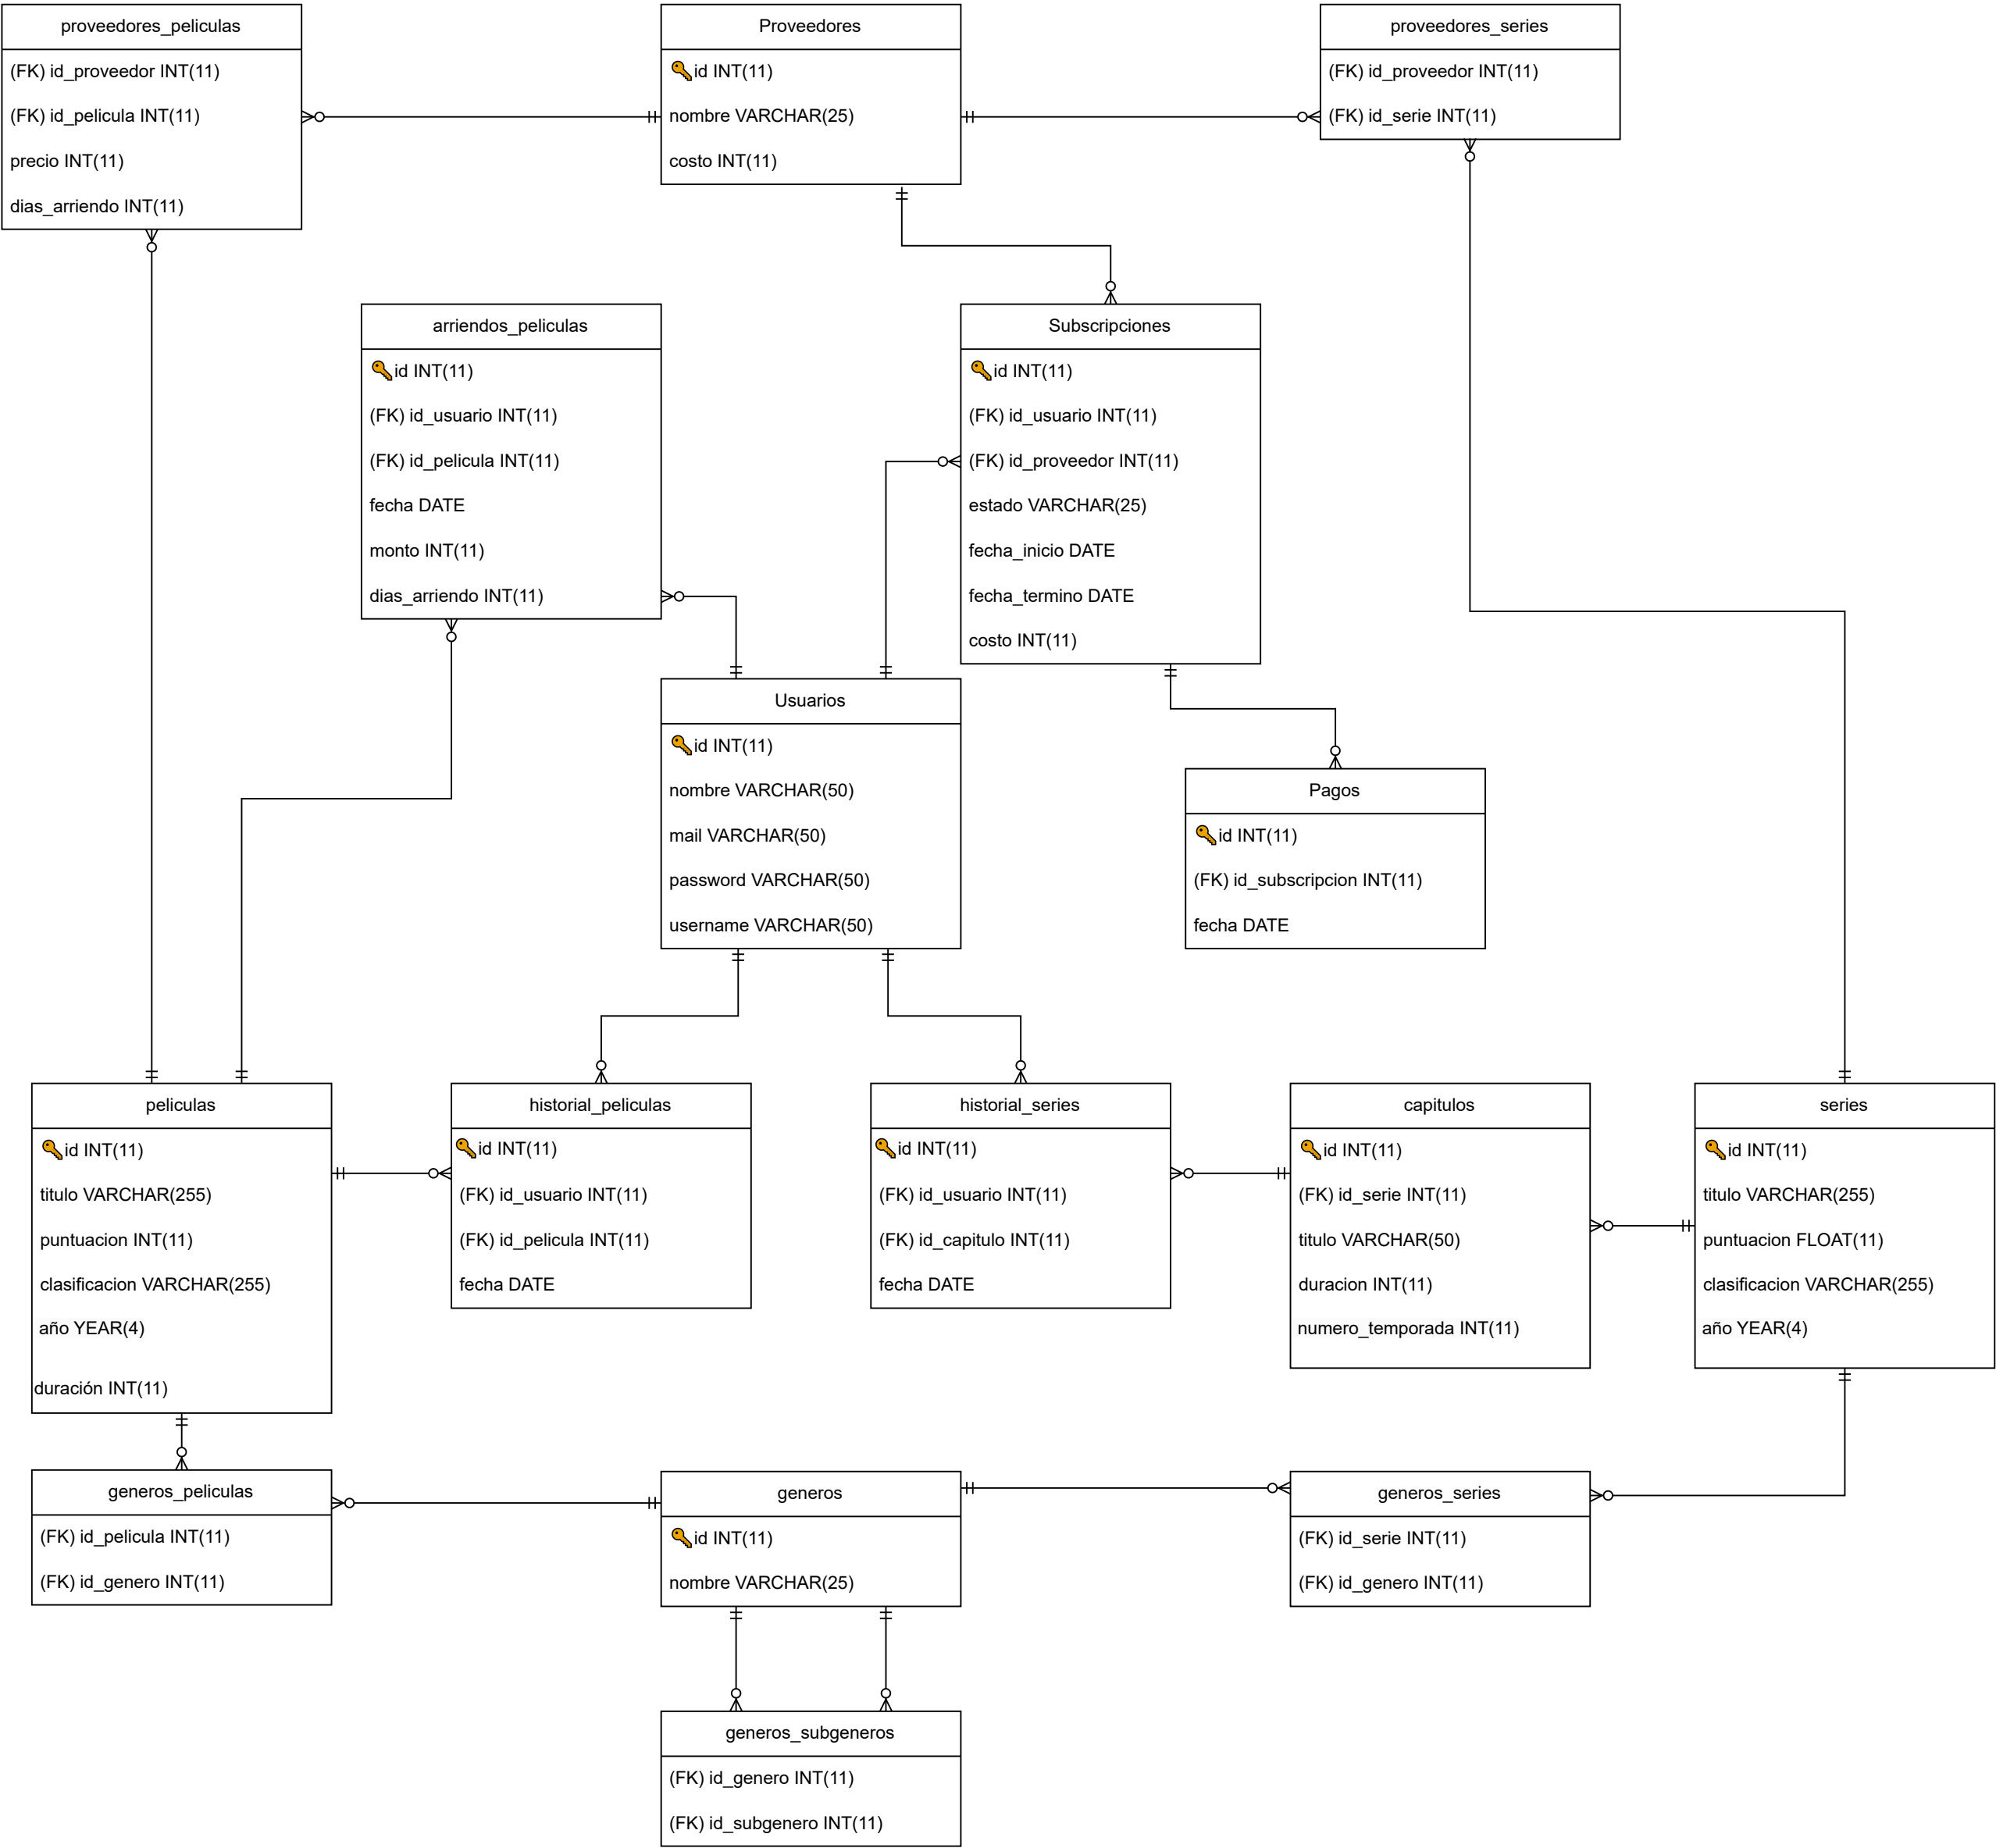 proveedores_peliculas
(FK) id_proveedor INT(11)
(FK) id_pelicula INT(11)
precio INT(11)
dias_arriendo INT(11)
Proveedores
id INT(11)
nombre VARCHAR(25)
costo INT(11)
proveedores_series
(FK) id_proveedor INT(11)
(FK) id_serie INT(11)
arriendos_peliculas
id INT(11)
(FK) id_usuario INT(11)
(FK) id_pelicula INT(11)
fecha DATE
monto INT(11)
dias_arriendo INT(11)
Subscripciones
id INT(11)
(FK) id_usuario INT(11)
(FK) id_proveedor INT(11)
estado VARCHAR(25)
fecha_inicio DATE
fecha_termino DATE
costo INT(11)
Usuarios
id INT(11)
nombre VARCHAR(50)
mail VARCHAR(50)
password VARCHAR(50)
username VARCHAR(50)
Pagos
id INT(11)
(FK) id_subscripcion INT(11)
fecha DATE
peliculas
id INT(11)
titulo VARCHAR(255)
puntuacion INT(11)
clasificacion VARCHAR(255)
año YEAR(4)
duración INT(11)
historial_peliculas
id INT(11)
(FK) id_usuario INT(11)
(FK) id_pelicula INT(11)
fecha DATE
historial_series
id INT(11)
(FK) id_usuario INT(11)
(FK) id_capitulo INT(11)
fecha DATE
capitulos
id INT(11)
(FK) id_serie INT(11)
titulo VARCHAR(50)
duracion INT(11)
numero_temporada INT(11)
series
id INT(11)
titulo VARCHAR(255)
puntuacion FLOAT(11)
clasificacion VARCHAR(255)
año YEAR(4)
generos_peliculas
(FK) id_pelicula INT(11)
(FK) id_genero INT(11)
generos
id INT(11)
nombre VARCHAR(25)
generos_series
(FK) id_serie INT(11)
(FK) id_genero INT(11)
generos_subgeneros
(FK) id_genero INT(11)
(FK) id_subgenero INT(11)